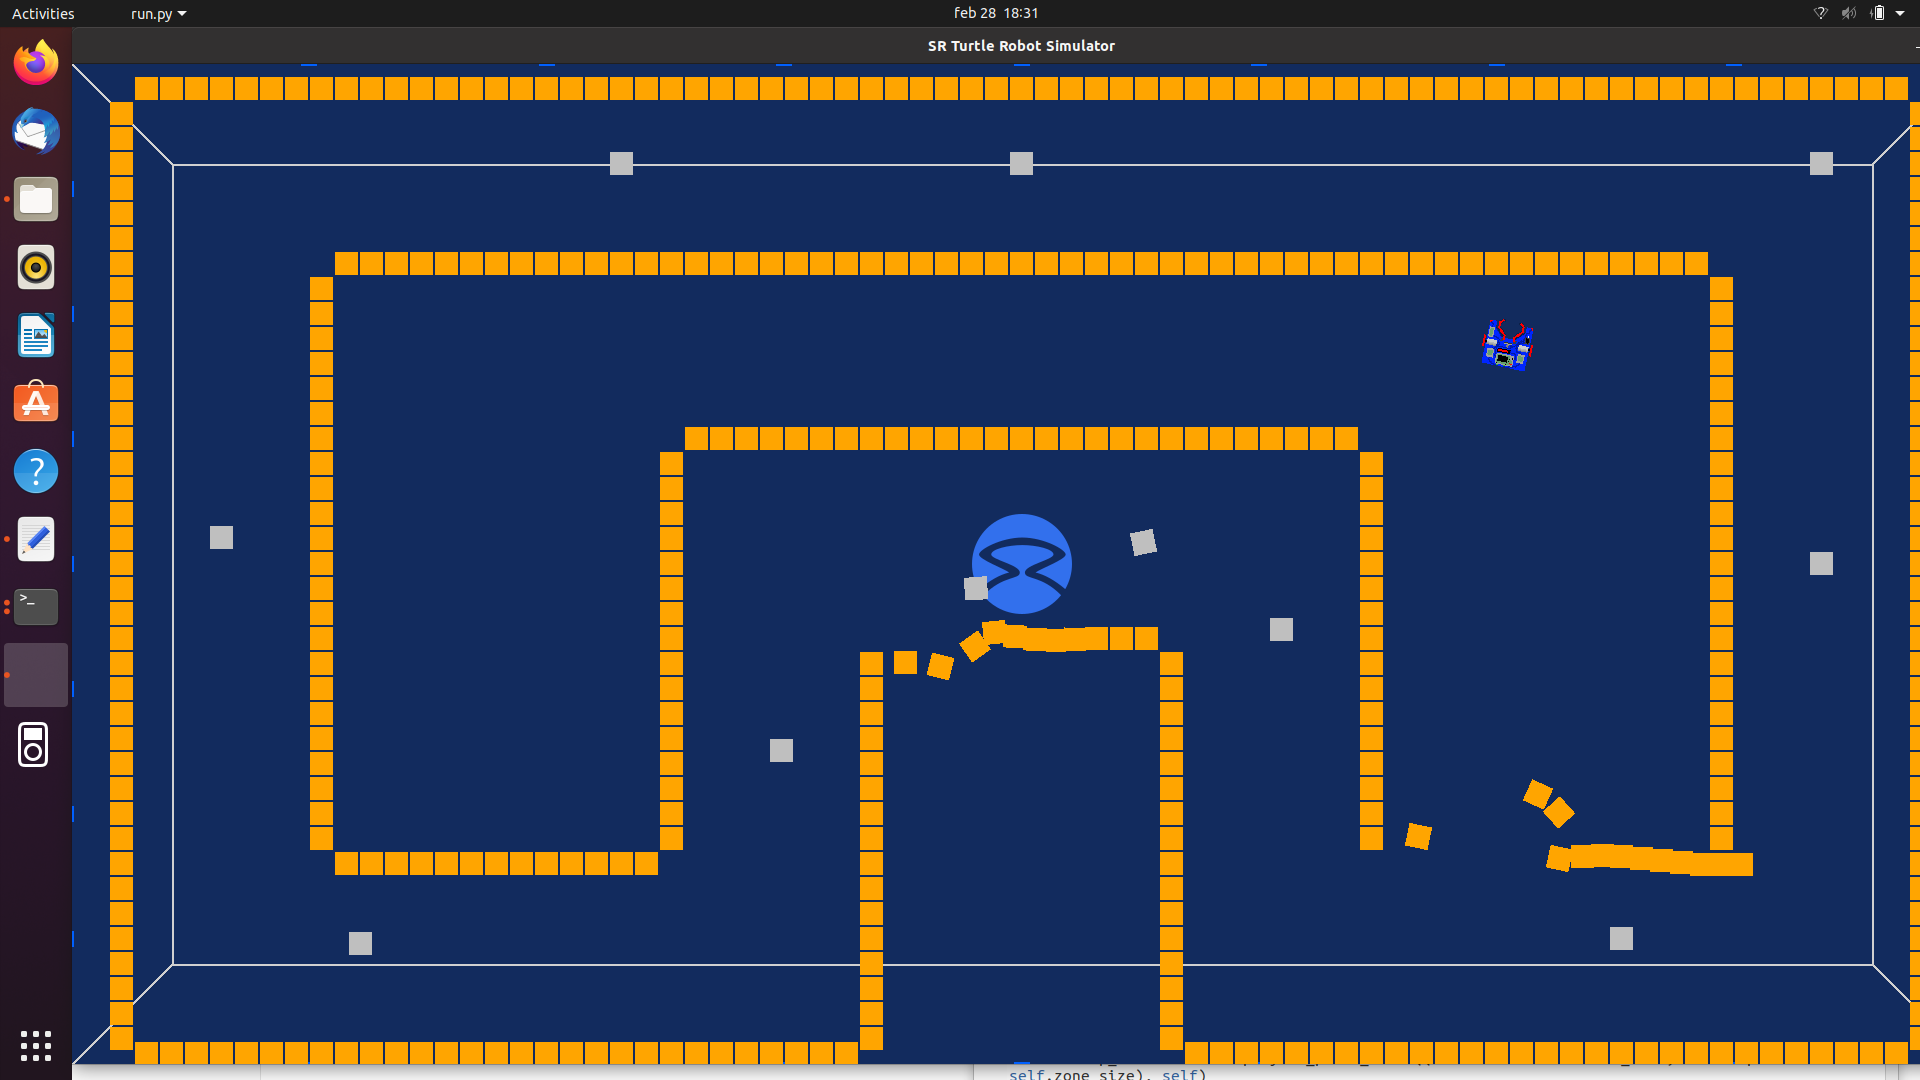 Activities
run.py
feb 28 18:31
SR Turtle Robot Simulator
self.zone_size), self)